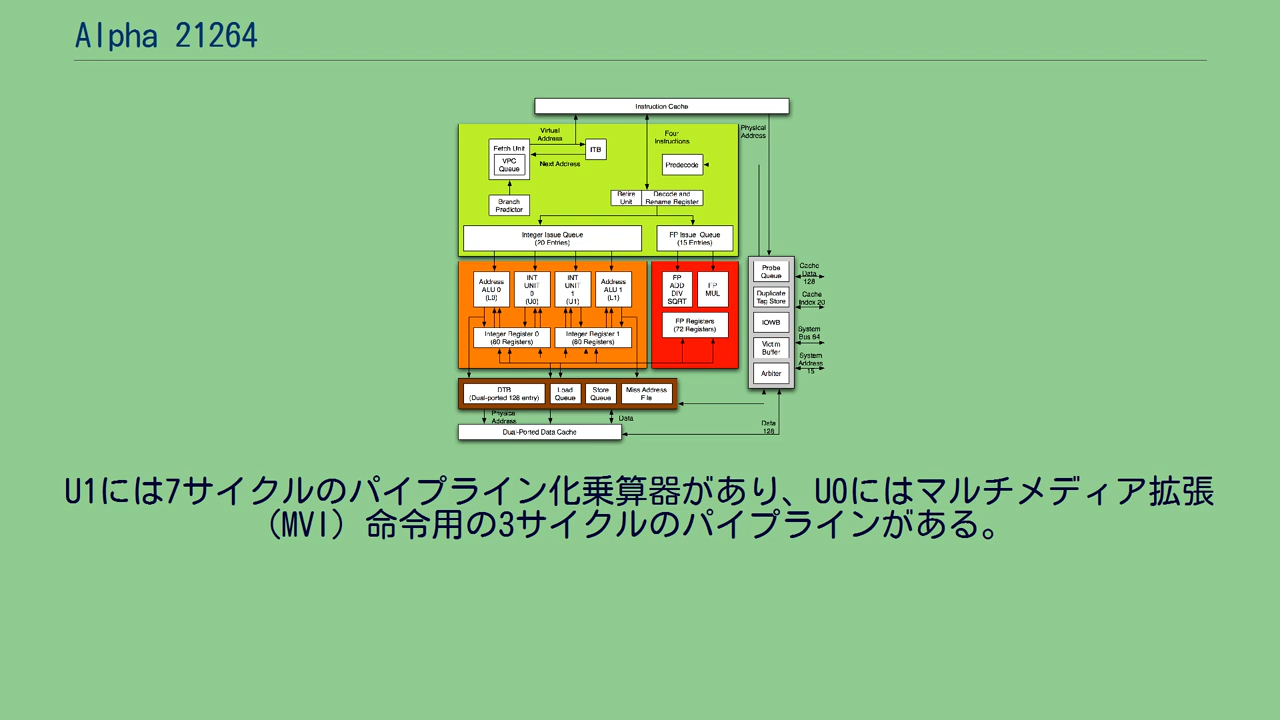 Alpha 21264
Instruction Cache
Virtual
Address
Four
Instructions
Physical
Address
Fetch Unit
VPC
Queue
ITB
Next Address
Predecode
Branch
Predictor
Retire
Unit
Decode and
Rename Register
Integer Issue Queue
(20 Entries)
FP Issue Queue
(15 Entries)
Address
ALU 0
(L0)
INT
UNIT
0
(U0)
INT
UNIT
1
(U1)
Address
ALU 1
(L1)
FP
ADD
DIV
SQRT
FP
MUL
Integer Register 0
(80 Registers)
Integer Register 1
(80 Registers)
FP Registers
(72 Registers)
Probe
Queue
Duplicate
Tag Store
IOWB
Victim
Buffer
Arbiter
Cache
Data
128
Cache
Index 20
System
Bus 64
System
Address
15
DTB
(Dual-ported 128 entry)
Load
Queue
Store
Queue
Miss Address
File
Physical
Address
Data
Data
128
Dual-Ported Data Cache
U1には7サイクルのパイプライン化乗算器があり、U0にはマルチメディア拡張
（MVI）命令用の3サイクルのパイプラインがある。